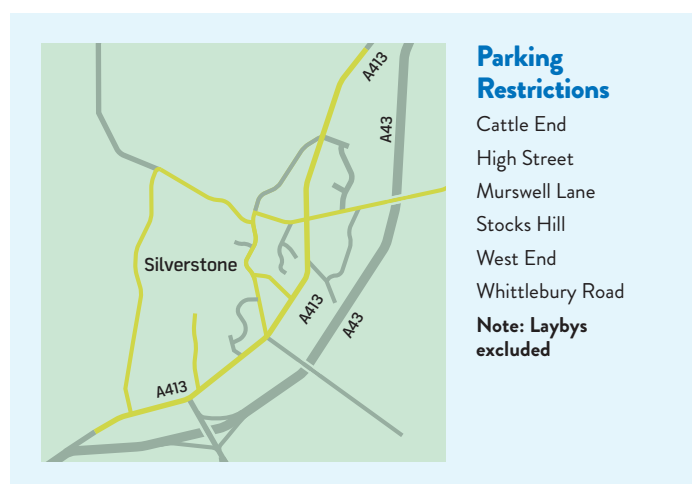 A413
A43
Silverstone
A413
A43
A413
Parking
Restrictions
Cattle End
High Street
Murswell Lane
Stocks Hill
West End
Whittlebury Road
Note: Laybys
excluded